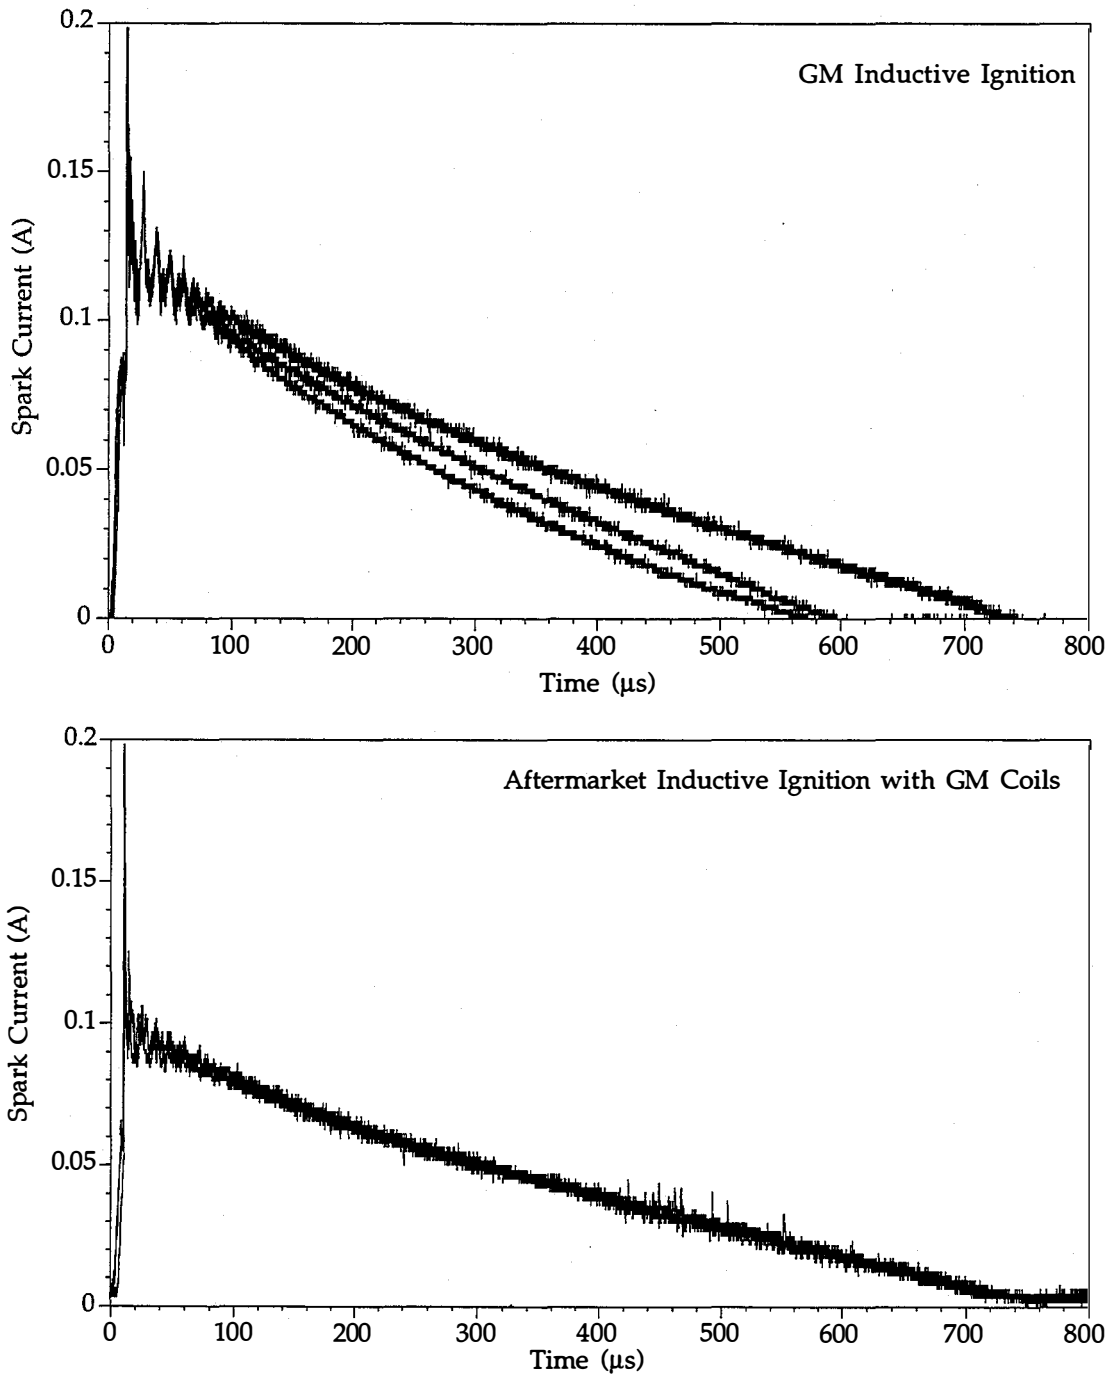 GM Inductive Ignition
Spark Current (A)
0.2
0.15
0.1
0.05
0
0 100 200 300 400 500 600 700 800
Time (μs)
Aftermarket Inductive Ignition with GM Coils
Spark Current (A)
0.2
0.15
0.1
0.05
0
0 100 200 300 400 500 600 700 800
Time (μs)